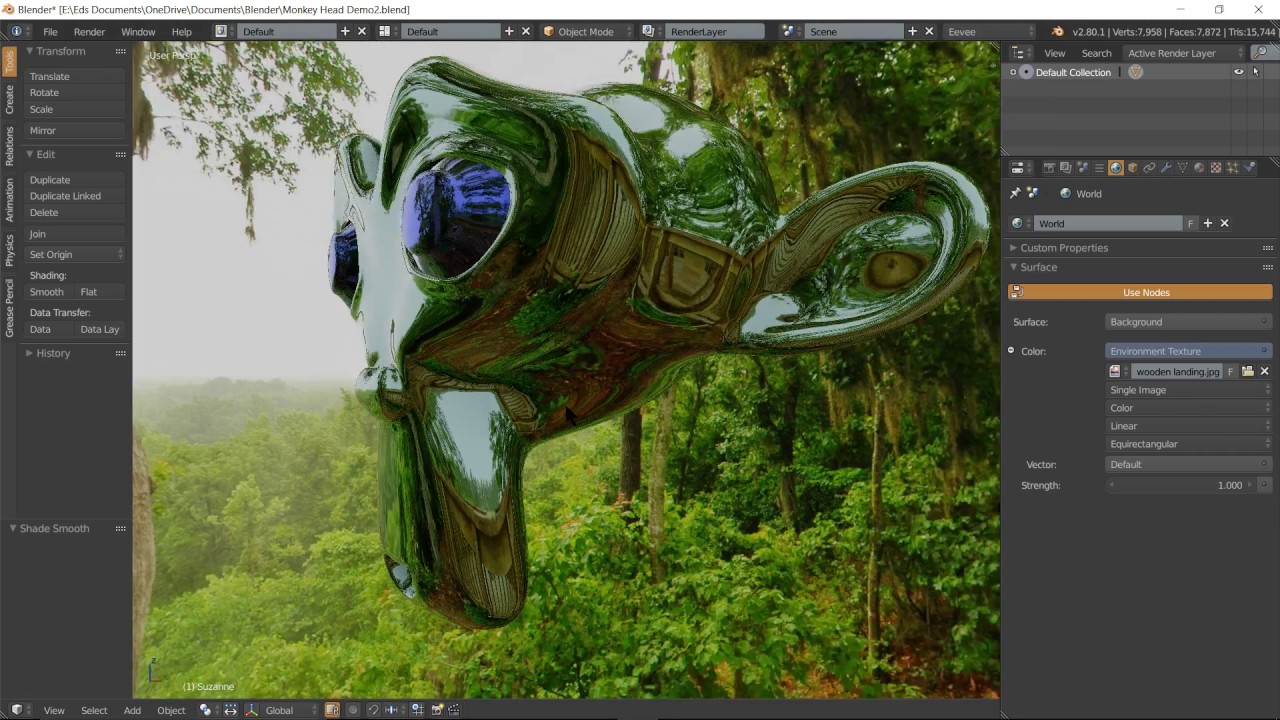 Blender* [E:\Eds Documents\OneDrive\Documents\Blender\Monkey Head Demo2.blend]
File Render Window Help Default Default Object Mode RenderLayer Scene Eevee v2.80.1 | Verts:7,958 | Faces:7,872 | Tris:15,744
Tools
Create
Relations
Animation
Physics
Grease Pencil
Transform
Translate
Rotate
Scale
Mirror
Edit
Duplicate
Duplicate Linked
Delete
Join
Set Origin
Shading:
Smooth Flat
Data Transfer:
Data Data Lay
History
Shade Smooth
User Persp
(1) Suzanne
View Select Add Object Global
View Search Active Render Layer
Default Collection
World
World F
Custom Properties
Surface
Use Nodes
Surface: Background
Color: Environment Texture
wooden landing.jpg F
Single Image
Color
Linear
Equirectangular
Vector: Default
Strength: 1.000